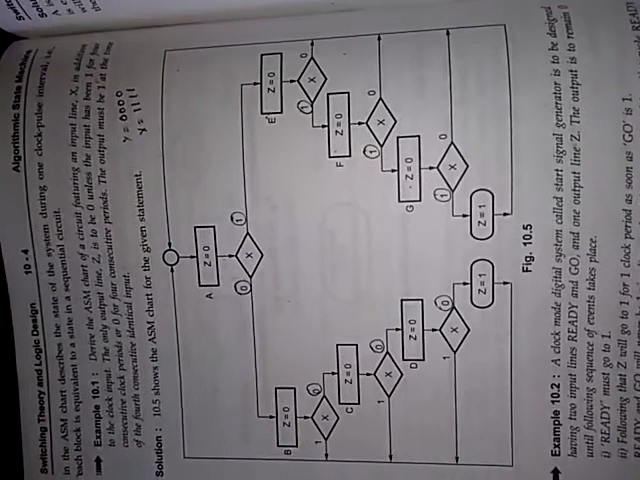 Switching Theory and Logic Design 10 - 4 Algorithmic State Machin
in the ASM chart describes the state of the system during one clock-pulse interval, i.e.
each block is equivalent to a state in a sequential circuit.
Example 10.1 : Derive the ASM chart of a circuit featuring an input line, X, in addition
to the clock input. The only output line, Z, is to be 0 unless the input has been 1 for four
consecutive clock periods or 0 for four consecutive periods. The output must be 1 at the time
of the fourth consecutive identical input.
y = 0000
x = 1111
Solution : 10.5 shows the ASM chart for the given statement.
A
Z = 0
0
X
1
B
Z = 0
1
X
0
C
Z = 0
1
X
0
D
Z = 0
1
X
0
Z = 1
E
Z = 0
1
X
0
F
Z = 0
1
X
0
G
Z = 0
1
X
0
Z = 1
Fig. 10.5
Example 10.2 : A clock mode digital system called start signal generator is to be designed
having two input lines READY and GO, and one output line Z. The output is to remain 0
until following sequence of events takes place.
i) 'READY' must go to 1.
ii) Following that Z will go to 1 for 1 clock period as soon as 'GO' is 1.